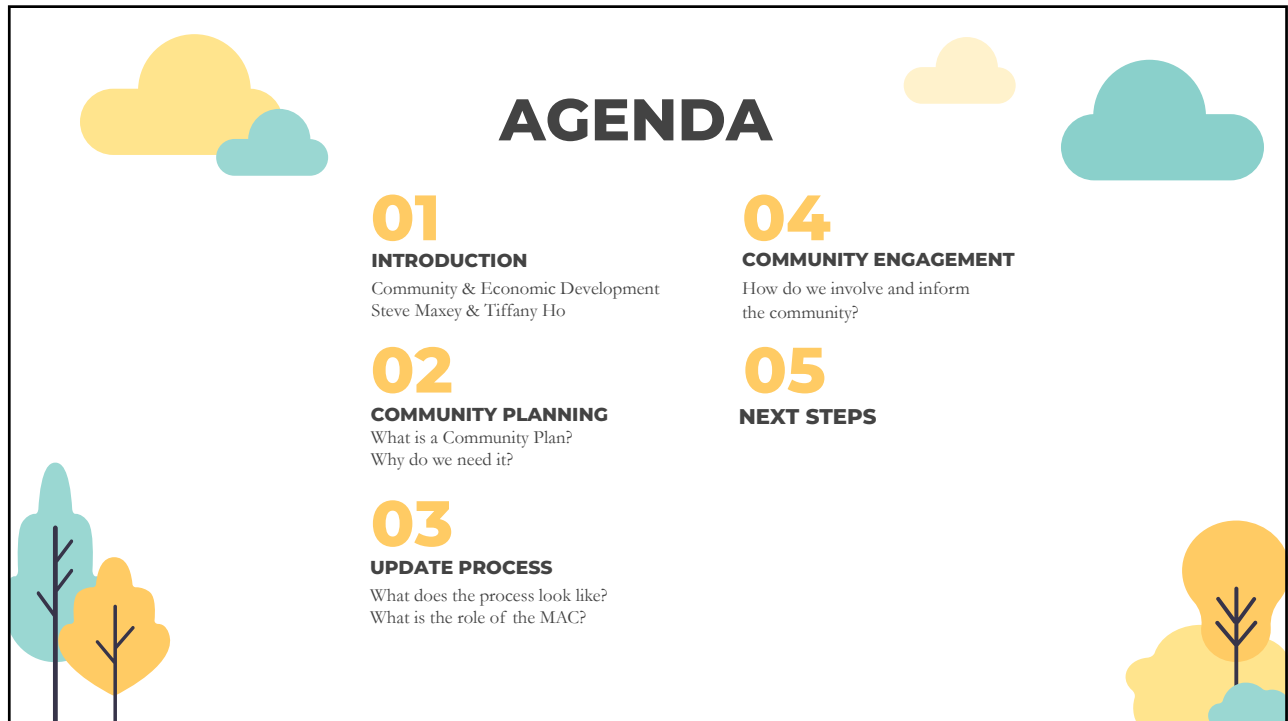 AGENDA
01
INTRODUCTION
Community & Economic Development
Steve Maxey & Tiffany Ho
02
COMMUNITY PLANNING
What is a Community Plan?
Why do we need it?
03
UPDATE PROCESS
What does the process look like?
What is the role of the MAC?
04
COMMUNITY ENGAGEMENT
How do we involve and inform
the community?
05
NEXT STEPS